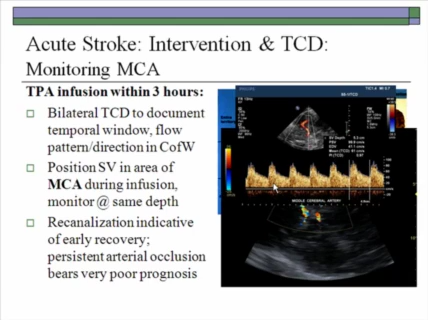 Acute Stroke: Intervention & TCD:
Monitoring MCA
TPA infusion within 3 hours:
Bilateral TCD to document
temporal window, flow
pattern/direction in CofW
Position SV in area of
MCA during infusion,
monitor @ same depth
Recanalization indicative
of early recovery;
persistent arterial occlusion
bears very poor prognosis
MIDDLE CEREBRAL ARTERY